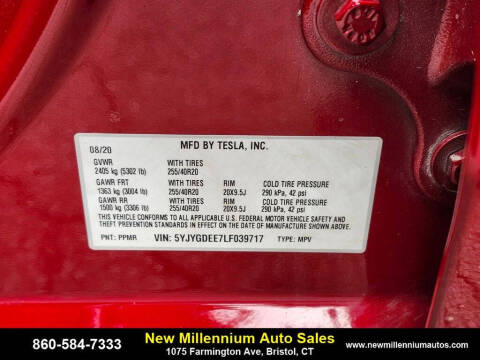 08/20 MFD BY TESLA, INC.
GVWR WITH TIRES
2405 kg (5302 lb) 255/40R20
GAWR FRT WITH TIRES RIM COLD TIRE PRESSURE
1363 kg (3004 lb) 255/40R20 20X9.5J 290 kPa, 42 psi
GAWR RR WITH TIRES RIM COLD TIRE PRESSURE
1500 kg (3306 lb) 255/40R20 20X9.5J 290 kPa, 42 psi
THIS VEHICLE CONFORMS TO ALL APPLICABLE U.S. FEDERAL MOTOR VEHICLE SAFETY AND
THEFT PREVENTION STANDARDS IN EFFECT ON THE DATE OF MANUFACTURE SHOWN ABOVE.
PNT: PPMR VIN: 5YJYGDEE7LF039717 TYPE: MPV
860-584-7333 New Millennium Auto Sales www.newmillenniumautos.com
1075 Farmington Ave, Bristol, CT